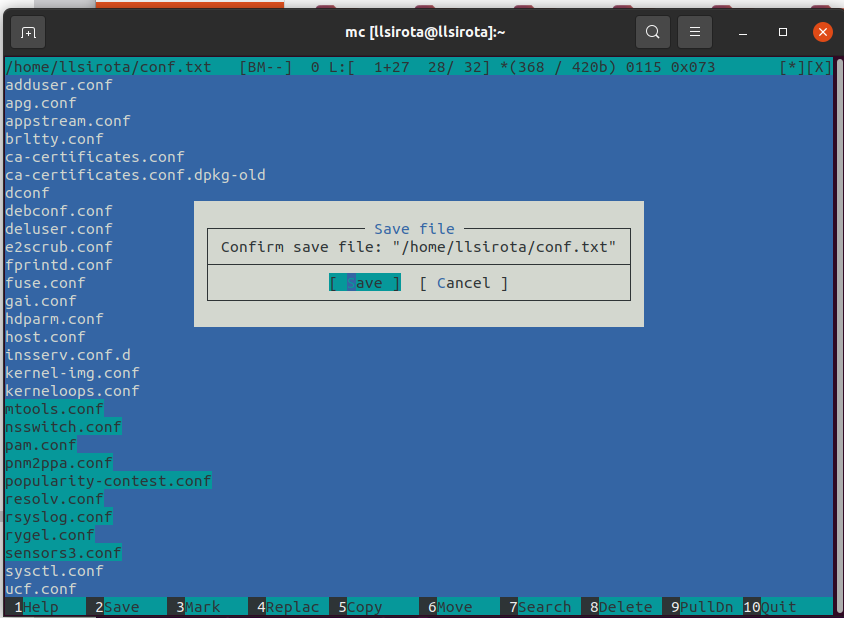 mc [llsirota@llsirota]:~
/home/llsirota/conf.txt   [BM--]  0 L:[  1+27  28/ 32] *(368 / 420b) 0115 0x073       [*][X]
adduser.conf
apg.conf
appstream.conf
brltty.conf
ca-certificates.conf
ca-certificates.conf.dpkg-old
dconf
debconf.conf
deluser.conf
e2scrub.conf
fprintd.conf
fuse.conf
gai.conf
hdparm.conf
host.conf
insserv.conf.d
kernel-img.conf
kerneloops.conf
mtools.conf
nsswitch.conf
pam.conf
pnm2ppa.conf
popularity-contest.conf
resolv.conf
rsyslog.conf
rygel.conf
sensors3.conf
sysctl.conf
ucf.conf
Save file
Confirm save file: "/home/llsirota/conf.txt"
[ Save ]  [ Cancel ]
1Help  2Save  3Mark  4Replac  5Copy  6Move  7Search  8Delete  9PullDn  10Quit